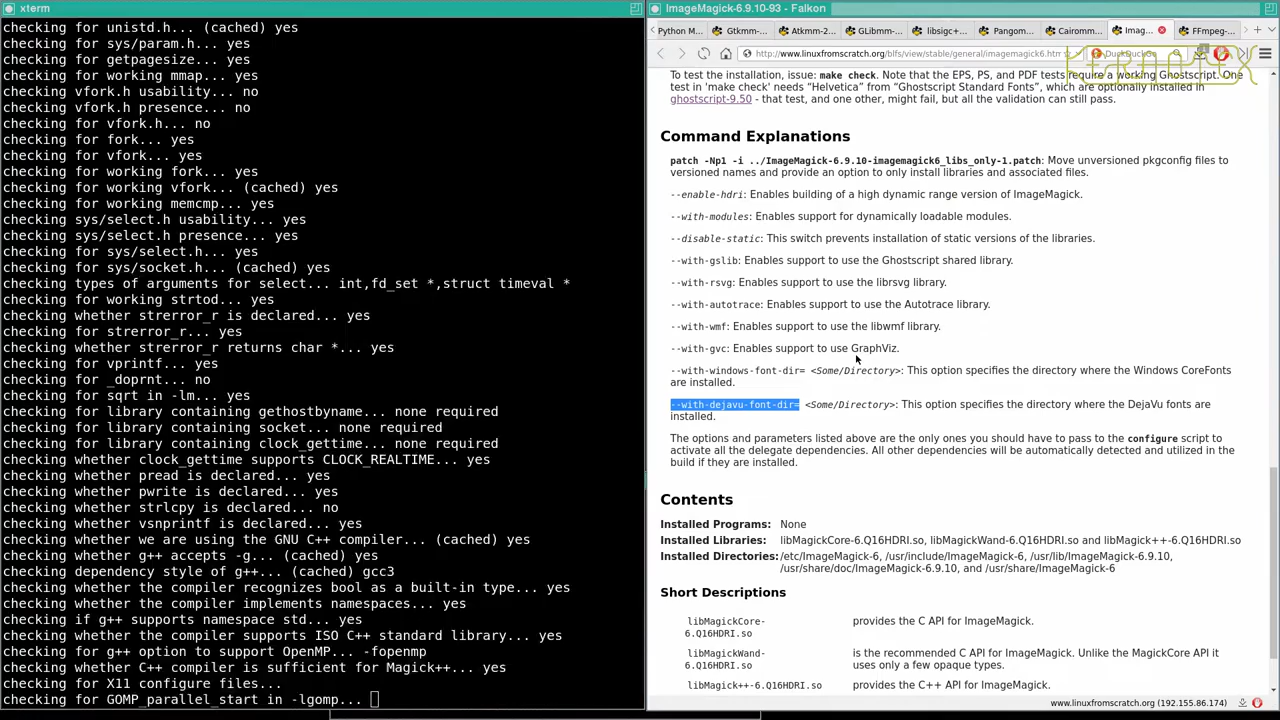 xterm
checking for unistd.h... (cached) yes
checking for sys/param.h... yes
checking for getpagesize... yes
checking for working mmap... yes
checking vfork.h usability... no
checking vfork.h presence... no
checking for vfork.h... no
checking for fork... yes
checking for vfork... yes
checking for working fork... yes
checking for working vfork... (cached) yes
checking for working memcmp... yes
checking sys/select.h usability... yes
checking sys/select.h presence... yes
checking for sys/select.h... yes
checking for sys/socket.h... (cached) yes
checking types of arguments for select... int,fd_set *,struct timeval *
checking for working strtod... yes
checking whether strerror_r is declared... yes
checking for strerror_r... yes
checking whether strerror_r returns char *... yes
checking for vprintf... yes
checking for _doprnt... no
checking for sqrt in -lm... yes
checking for library containing gethostbyname... none required
checking for library containing socket... none required
checking for library containing clock_gettime... none required
checking whether clock_gettime supports CLOCK_REALTIME... yes
checking whether pread is declared... yes
checking whether pwrite is declared... yes
checking whether strlcpy is declared... no
checking whether vsnprintf is declared... yes
checking whether we are using the GNU C++ compiler... (cached) yes
checking whether g++ accepts -g... (cached) yes
checking dependency style of g++... (cached) gcc3
checking whether the compiler recognizes bool as a built-in type... yes
checking whether the compiler implements namespaces... yes
checking if g++ supports namespace std... yes
checking whether the compiler supports ISO C++ standard library... yes
checking for g++ option to support OpenMP... -fopenmp
checking whether C++ compiler is sufficient for Magick++... yes
checking for X11 configure files...
checking for GOMP_parallel_start in -lgomp...
ImageMagick-6.9.10-93 - Falkon
Python M... Gtkmm-... Atkmm-2... GLibmm-... libsigc+... Pangom... Cairomm... Imag... FFmpeg-...
http://www.linuxfromscratch.org/blfs/view/stable/general/imagemagick6.htm DuckDuckGo
To test the installation, issue: make check. Note that the EPS, PS, and PDF tests require a working Ghostscript. One
test in 'make check' needs “Helvetica” from “Ghostscript Standard Fonts”, which are optionally installed in
ghostscript-9.50 - that test, and one other, might fail, but all the validation can still pass.
Command Explanations
patch -Np1 -i ../ImageMagick-6.9.10-imagemagick6_libs_only-1.patch: Move unversioned pkgconfig files to
versioned names and provide an option to only install libraries and associated files.
--enable-hdri: Enables building of a high dynamic range version of ImageMagick.
--with-modules: Enables support for dynamically loadable modules.
--disable-static: This switch prevents installation of static versions of the libraries.
--with-gslib: Enables support to use the Ghostscript shared library.
--with-rsvg: Enables support to use the librsvg library.
--with-autotrace: Enables support to use the Autotrace library.
--with-wmf: Enables support to use the libwmf library.
--with-gvc: Enables support to use GraphViz.
--with-windows-font-dir= <Some/Directory>: This option specifies the directory where the Windows CoreFonts
are installed.
--with-dejavu-font-dir= <Some/Directory>: This option specifies the directory where the DejaVu fonts are
installed.
The options and parameters listed above are the only ones you should have to pass to the configure script to
activate all the delegate dependencies. All other dependencies will be automatically detected and utilized in the
build if they are installed.
Contents
Installed Programs: None
Installed Libraries: libMagickCore-6.Q16HDRI.so, libMagickWand-6.Q16HDRI.so and libMagick++-6.Q16HDRI.so
Installed Directories: /etc/ImageMagick-6, /usr/include/ImageMagick-6, /usr/lib/ImageMagick-6.9.10,
/usr/share/doc/ImageMagick-6.9.10, and /usr/share/ImageMagick-6
Short Descriptions
libMagickCore- provides the C API for ImageMagick.
6.Q16HDRI.so
libMagickWand- is the recommended C API for ImageMagick. Unlike the MagickCore API it
6.Q16HDRI.so uses only a few opaque types.
libMagick++-6.Q16HDRI.so provides the C++ API for ImageMagick.
www.linuxfromscratch.org (192.155.86.174)